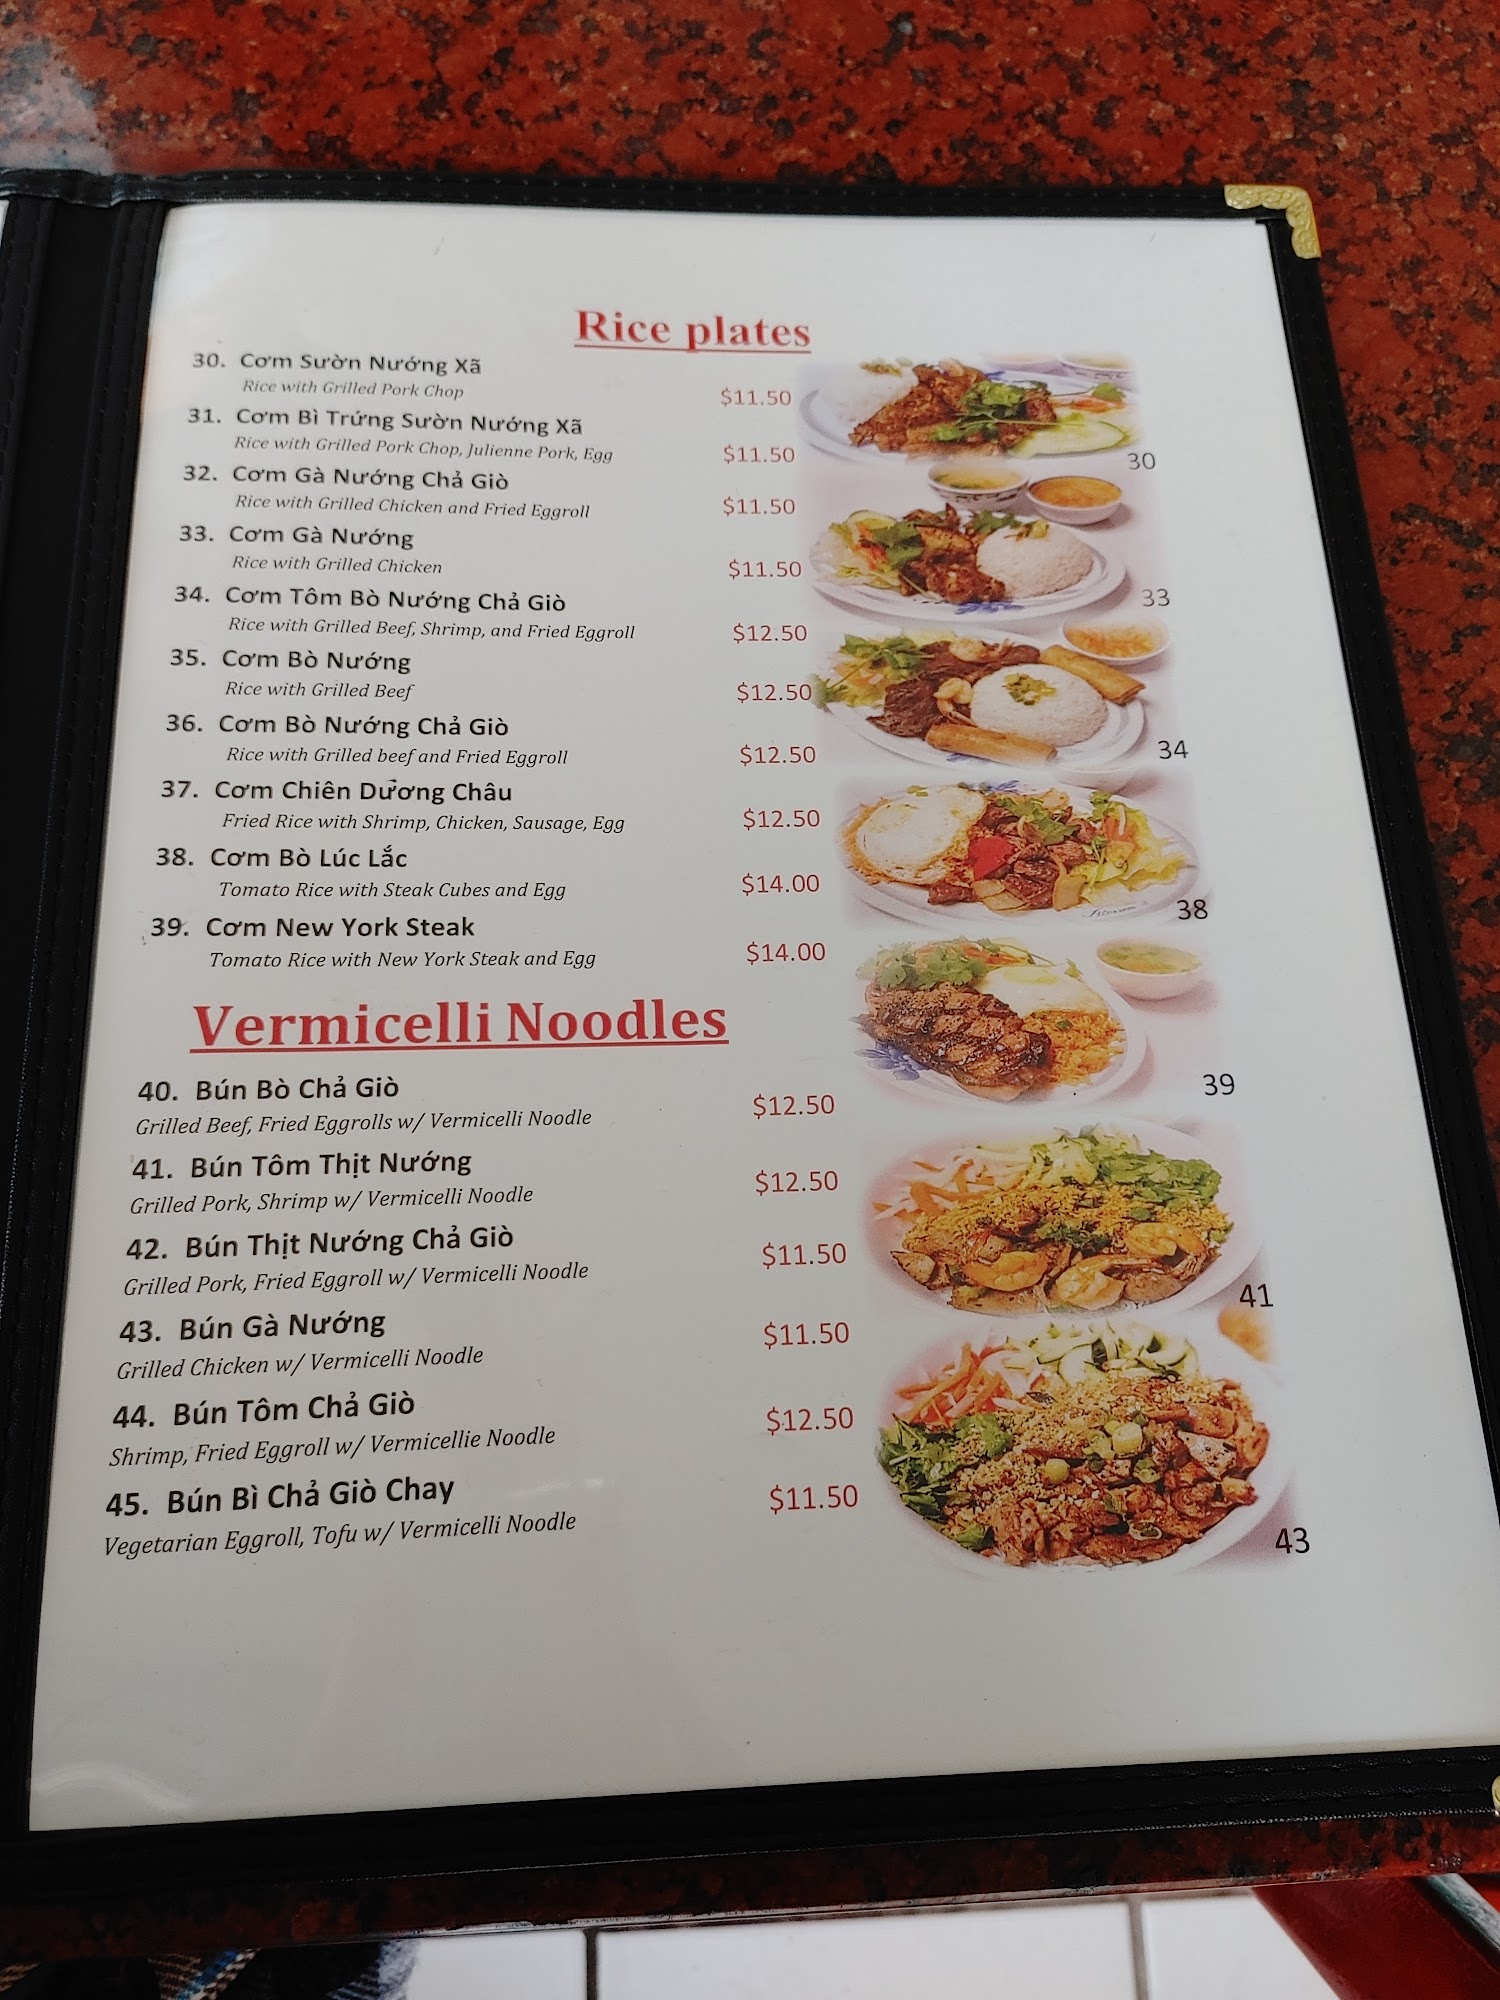 Rice plates
30. Cơm Sườn Nướng Xã
Rice with Grilled Pork Chop
$11.50
31. Cơm Bì Trứng Sườn Nướng Xã
Rice with Grilled Pork Chop, Julienne Pork, Egg
$11.50
32. Cơm Gà Nướng Chả Giò
Rice with Grilled Chicken and Fried Eggroll
$11.50
33. Cơm Gà Nướng
Rice with Grilled Chicken
$11.50
34. Cơm Tôm Bò Nướng Chả Giò
Rice with Grilled Beef, Shrimp, and Fried Eggroll
$12.50
35. Cơm Bò Nướng
Rice with Grilled Beef
$12.50
36. Cơm Bò Nướng Chả Giò
Rice with Grilled beef and Fried Eggroll
$12.50
37. Cơm Chiên Dưởng Châu
Fried Rice with Shrimp, Chicken, Sausage, Egg
$12.50
38. Cơm Bò Lúc Lắc
Tomato Rice with Steak Cubes and Egg
$14.00
39. Cơm New York Steak
Tomato Rice with New York Steak and Egg
$14.00
Vermicelli Noodles
40. Bún Bò Chả Giò
Grilled Beef, Fried Eggrolls w/ Vermicelli Noodle
$12.50
41. Bún Tôm Thịt Nướng
Grilled Pork, Shrimp w/ Vermicelli Noodle
$12.50
42. Bún Thịt Nướng Chả Giò
Grilled Pork, Fried Eggroll w/ Vermicelli Noodle
$11.50
43. Bún Gà Nướng
Grilled Chicken w/ Vermicelli Noodle
$11.50
44. Bún Tôm Chả Giò
Shrimp, Fried Eggroll w/ Vermicellie Noodle
$12.50
45. Bún Bì Chả Giò Chay
Vegetarian Eggroll, Tofu w/ Vermicelli Noodle
$11.50
30
33
34
38
39
41
43